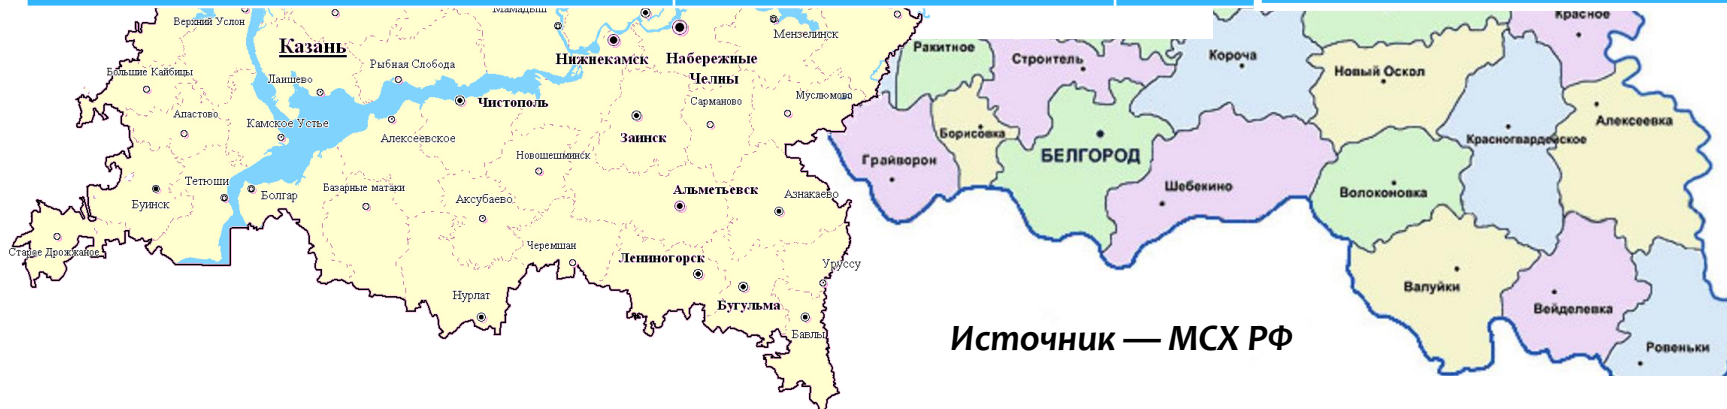 Мамадыш
Верхний Услон
Казань
Мензелинск
Нижнекамск
Набережные
Челны
Рыбная Слобода
Большие Кайбицы
Лаишево
Чистополь
Сарманово
Муслюмово
Апастово
Камское Устье
Алексеевское
Заинск
Новошешминск
Тетюши
Базарные матаки
Альметьевск
Азнакаево
Буинск
Болгар
Аксубаево
Старое Дрожжаное
Черемшан
Лениногорск
Уруссу
Нурлат
Бугульма
Бавлы
Красное
Ракитное
Строитель
Короча
Новый Оскол
Алексеевка
Борисовка
Красногвардейское
Грайворон
БЕЛГОРОД
Шебекино
Волоконовка
Валуйки
Вейделевка
Ровеньки
Источник — МСХ РФ